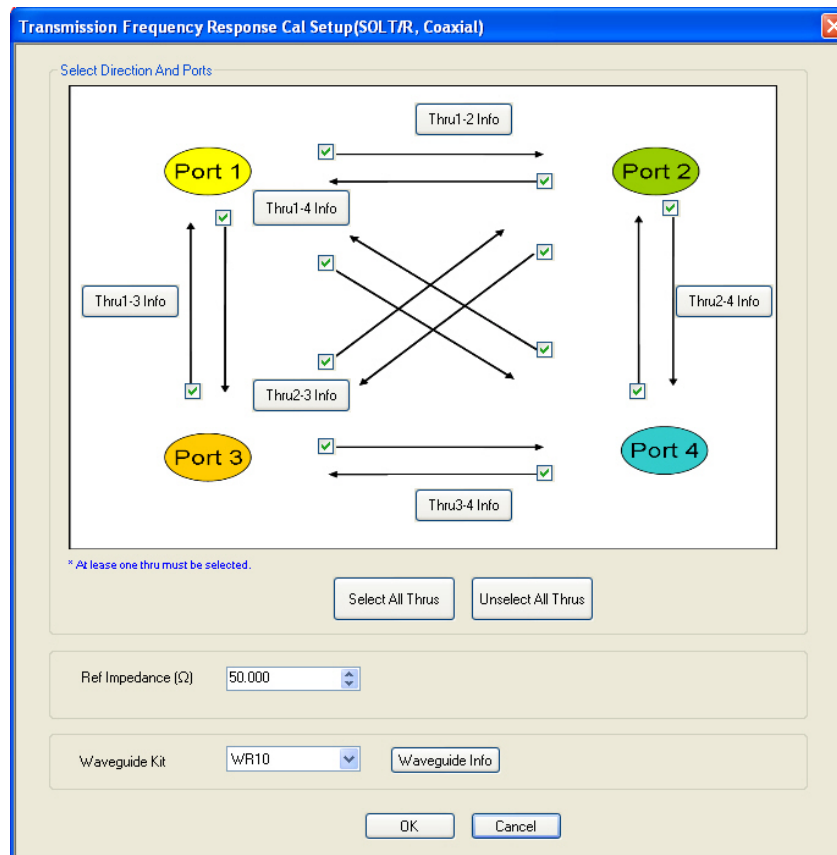 Transmission Frequency Response Cal Setup(SOLT/R, Coaxial)
Select Direction And Ports
Thru1-2 Info
Port 1
Port 2
Thru1-4 Info
Thru1-3 Info
Thru2-4 Info
Thru2-3 Info
Port 3
Port 4
Thru3-4 Info
* At lease one thru must be selected.
Select All Thrus
Unselect All Thrus
Ref Impedance (Ω)
50.000
Waveguide Kit
WR10
Waveguide Info
OK
Cancel